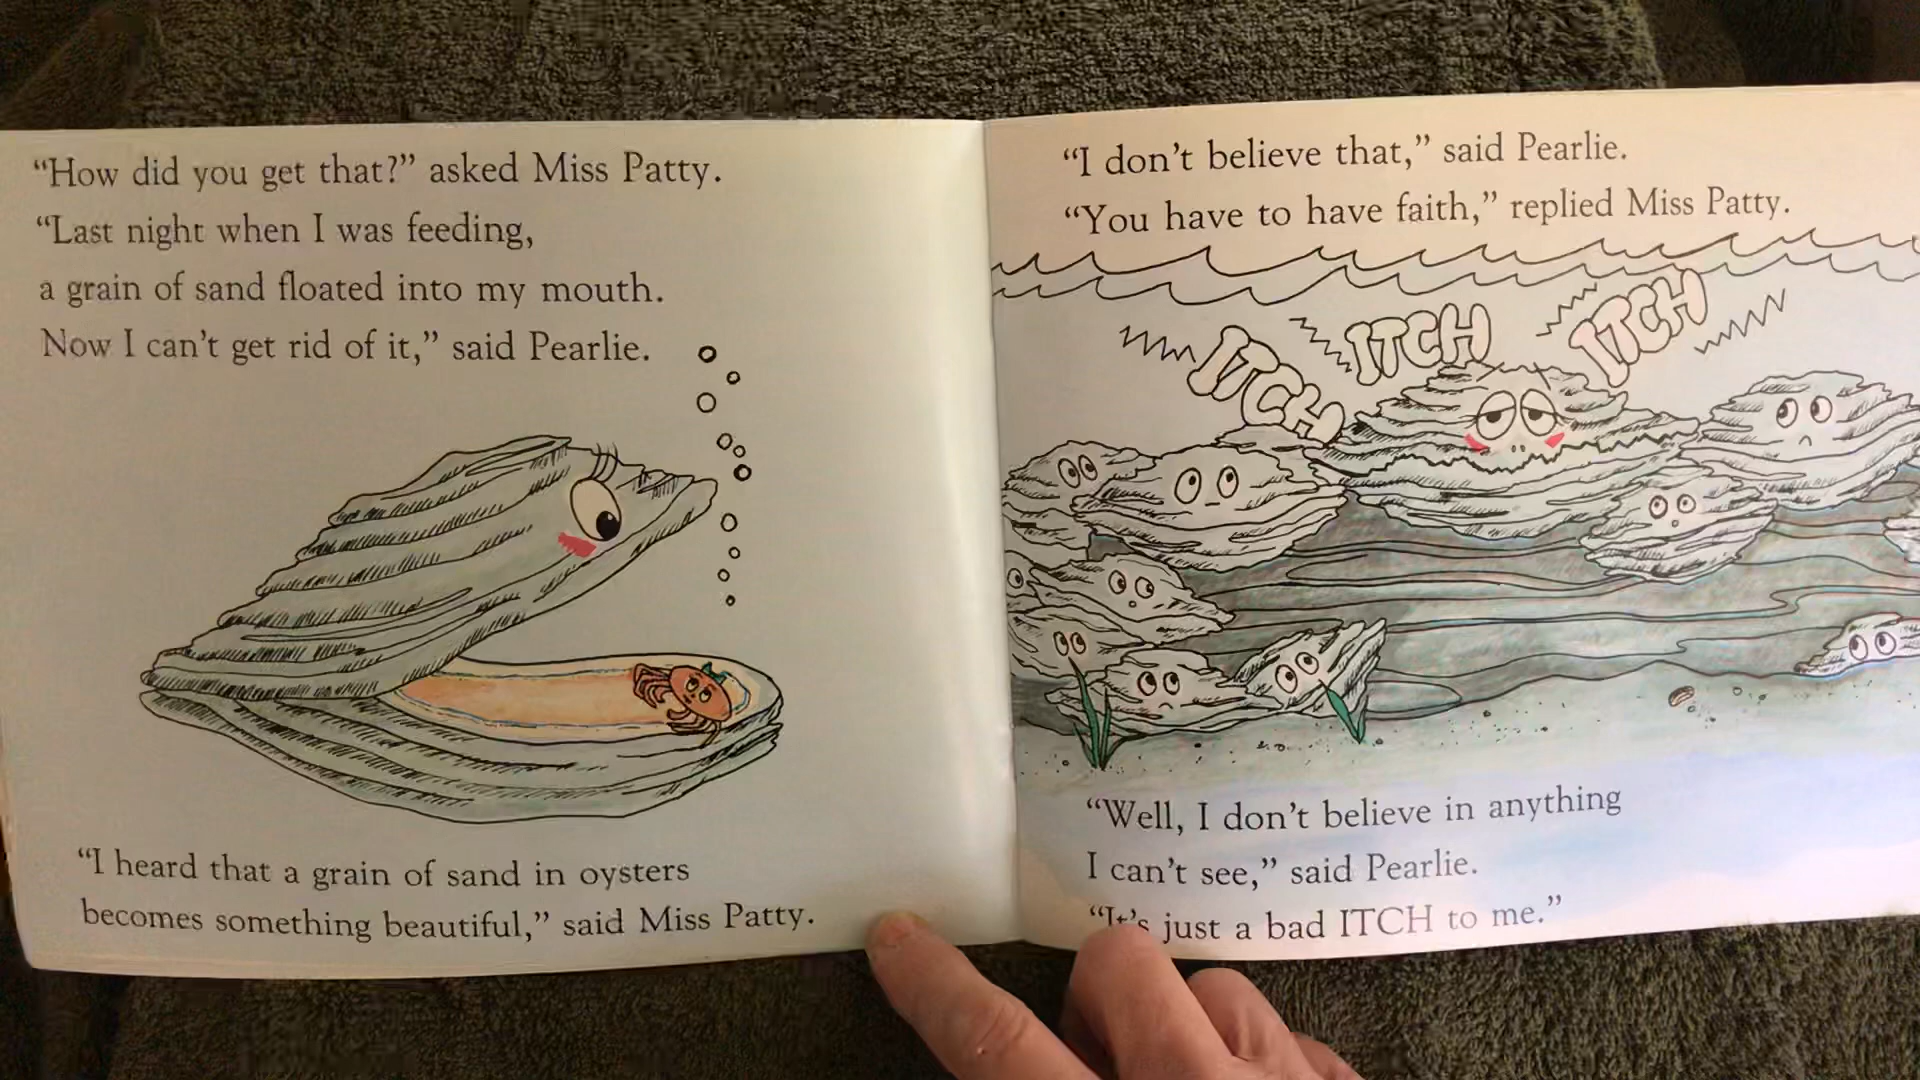 “How did you get that?” asked Miss Patty.
“Last night when I was feeding,
a grain of sand floated into my mouth.
Now I can’t get rid of it,” said Pearlie.
“I heard that a grain of sand in oysters
becomes something beautiful,” said Miss Patty.
“I don’t believe that,” said Pearlie.
“You have to have faith,” replied Miss Patty.
ITCH ITCH ITCH
“Well, I don’t believe in anything
I can’t see,” said Pearlie.
“It’s just a bad ITCH to me.”